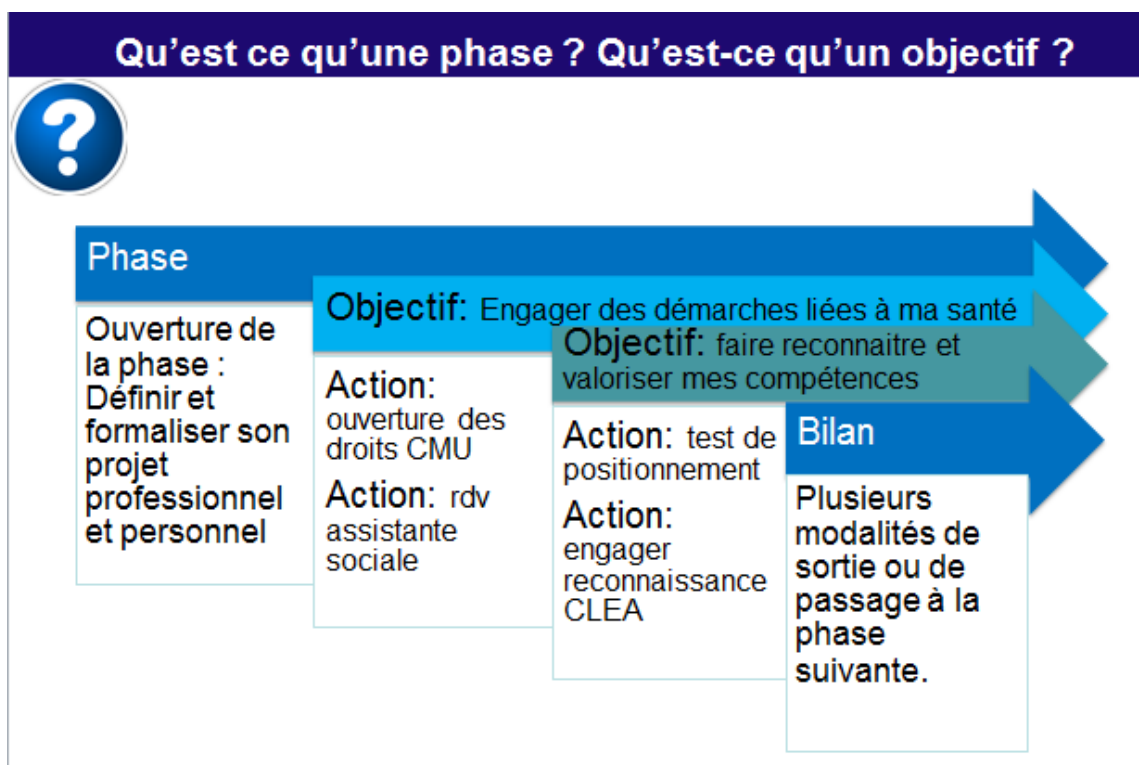 Qu'est ce qu'une phase ? Qu'est-ce qu'un objectif ?
?
Phase
Ouverture de
la phase :
Définir et
formaliser son
projet
professionnel
et personnel
Objectif: Engager des démarches liées à ma santé
Action:
ouverture des
droits CMU
Action: rdv
assistante
sociale
Objectif: faire reconnaitre et
valoriser mes compétences
Action: test de
positionnement
Action:
engager
reconnaissance
CLEA
Bilan
Plusieurs
modalités de
sortie ou de
passage à la
phase
suivante.